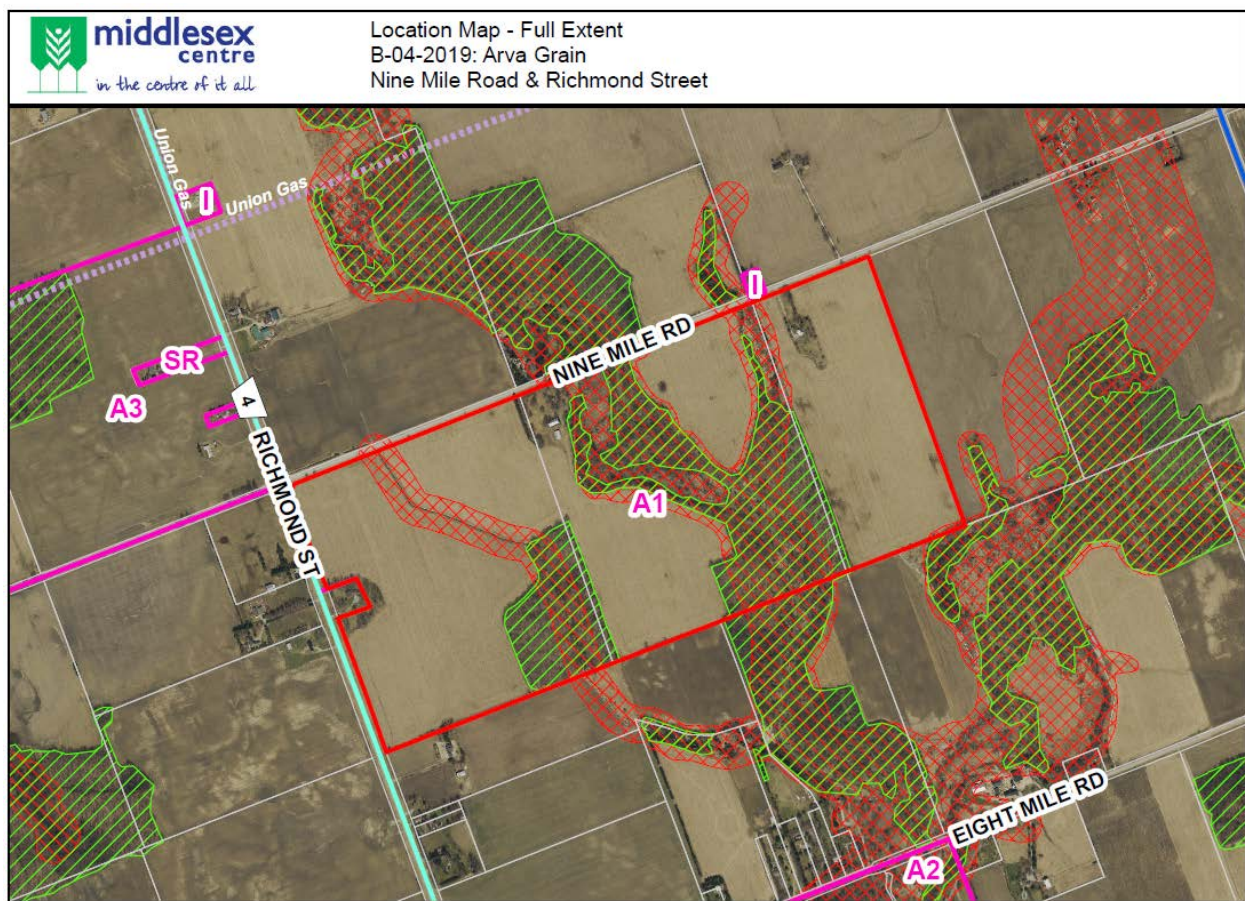 middlesex
centre
in the centre of it all
Location Map - Full Extent
B-04-2019: Arva Grain
Nine Mile Road & Richmond Street
Union Gas
I
Union Gas
I
NINE MILE RD
SR
A3
4
RICHMOND ST
A1
EIGHT MILE RD
A2